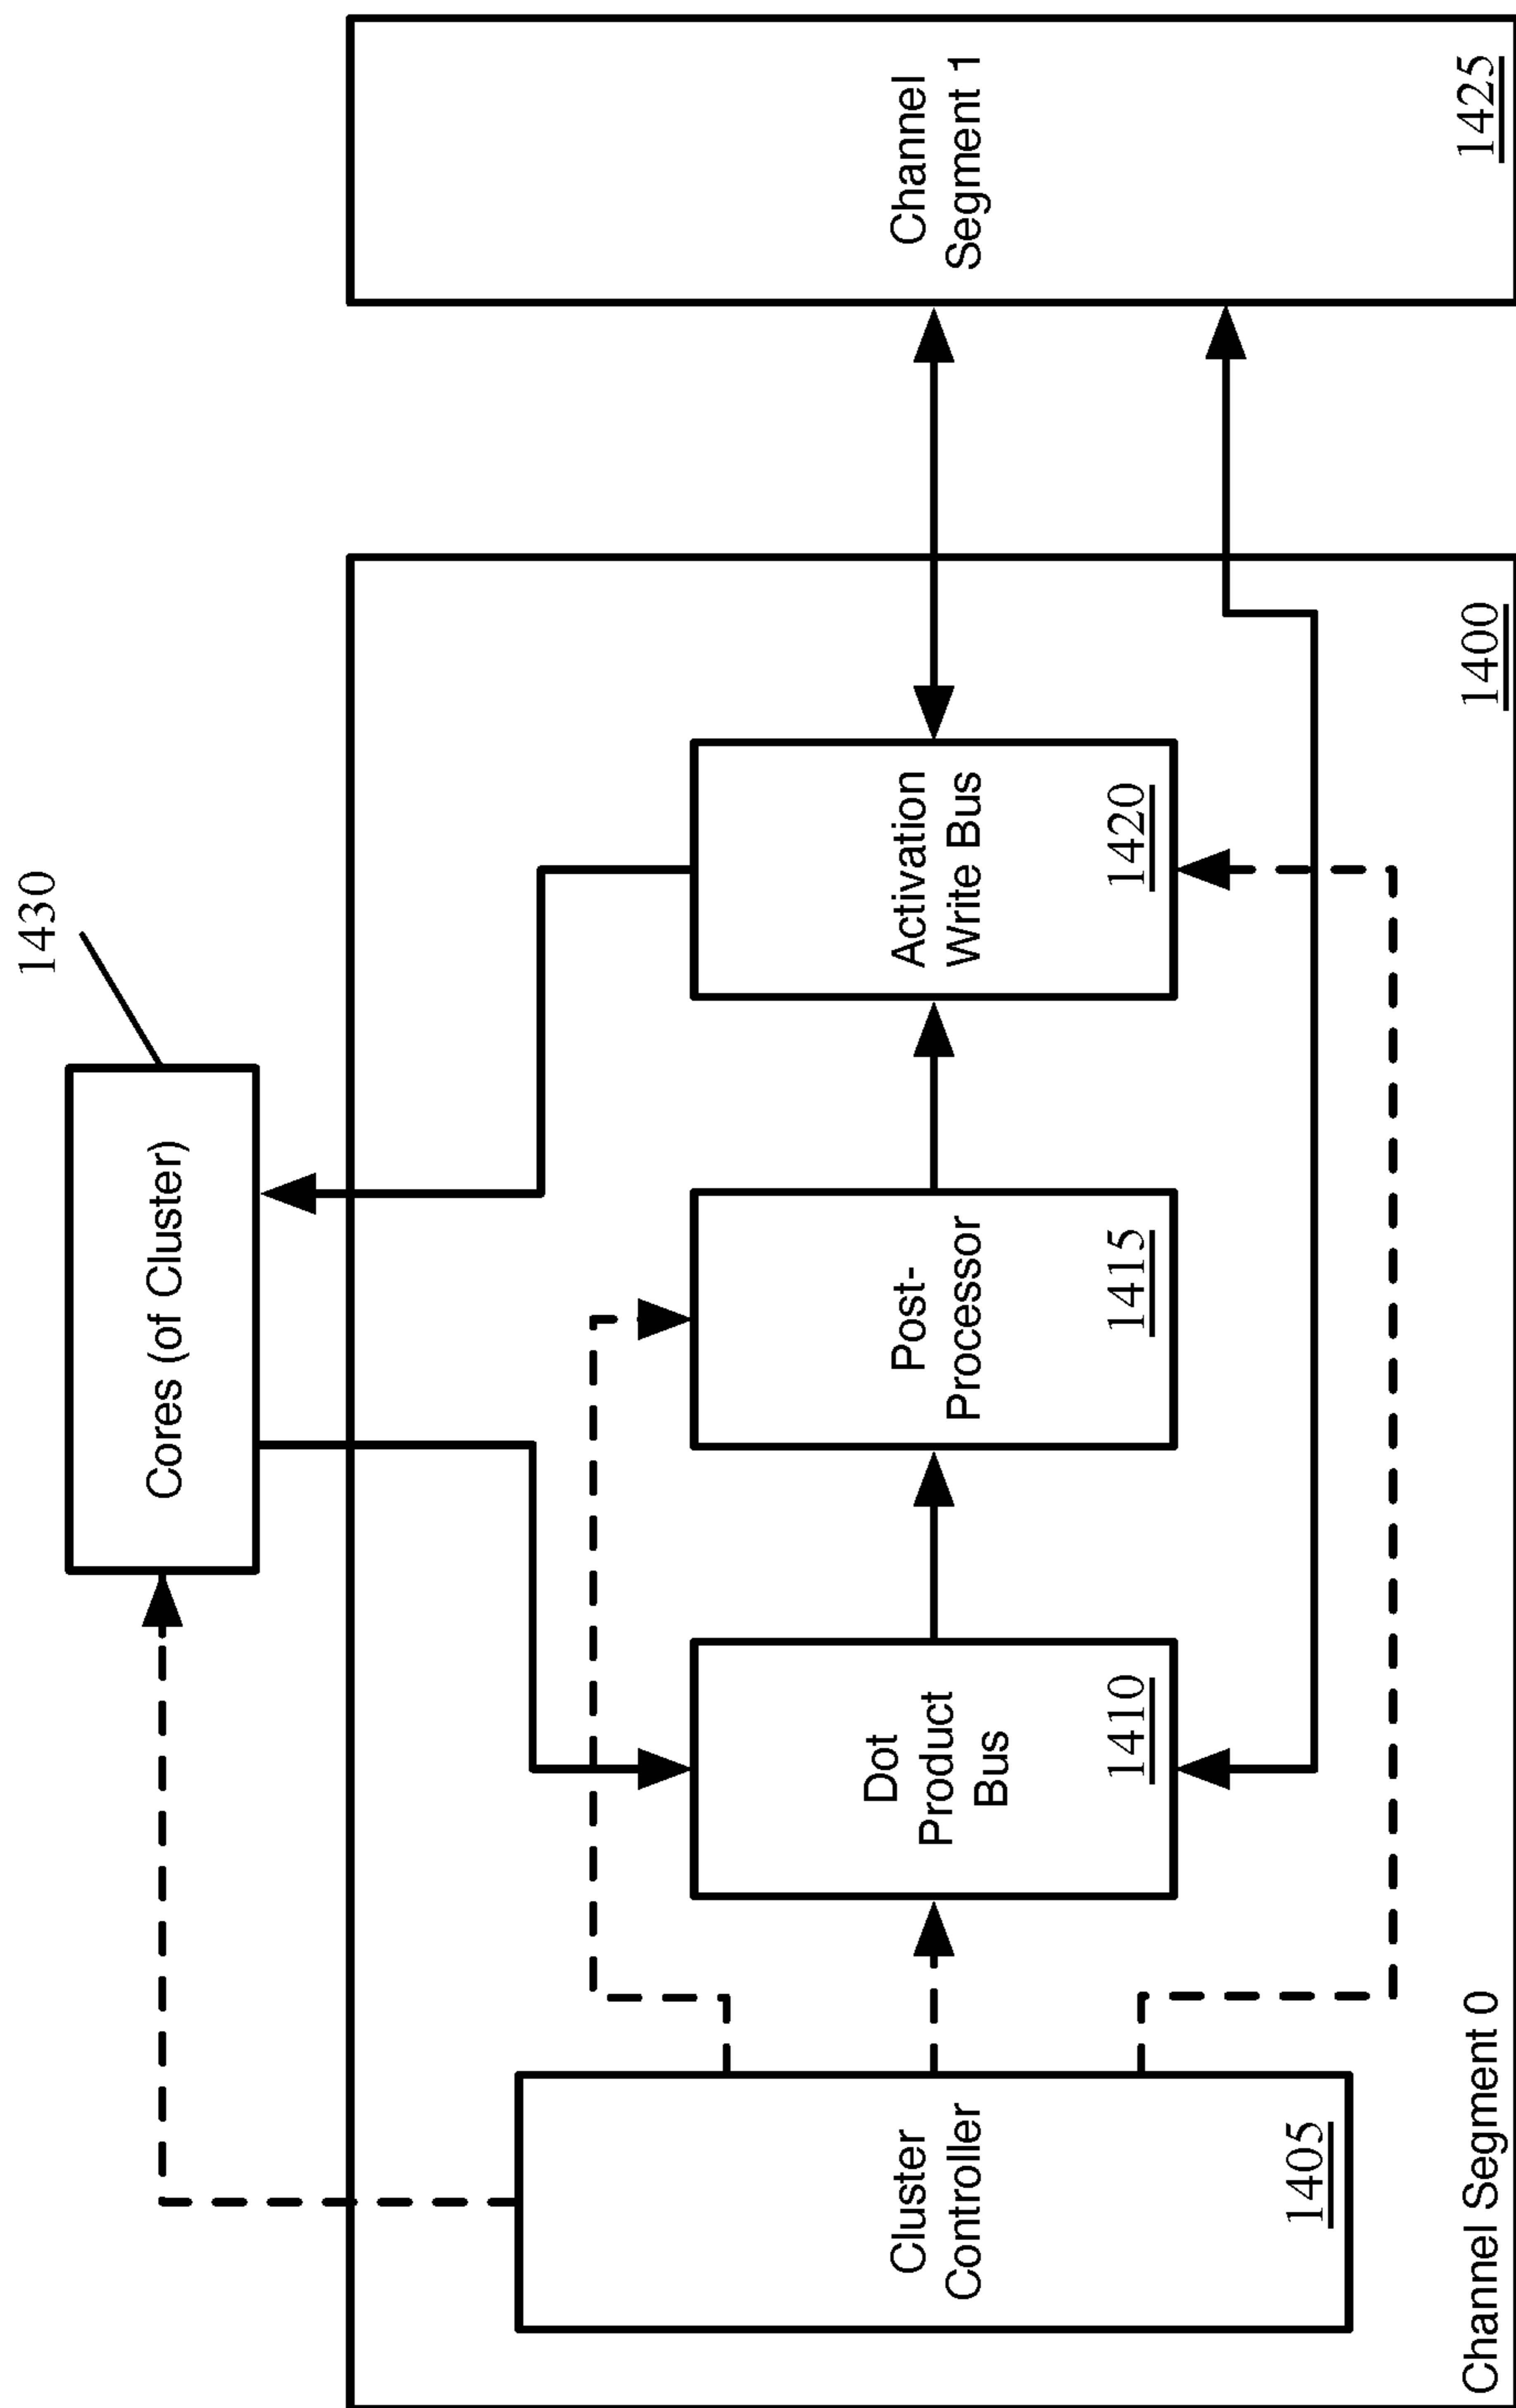 1430
Cores (of Cluster)
Cluster
Controller
1405
Dot
Product
Bus
1410
Post-
Processor
1415
Activation
Write Bus
1420
Channel
Segment 1
1425
Channel Segment 0
1400